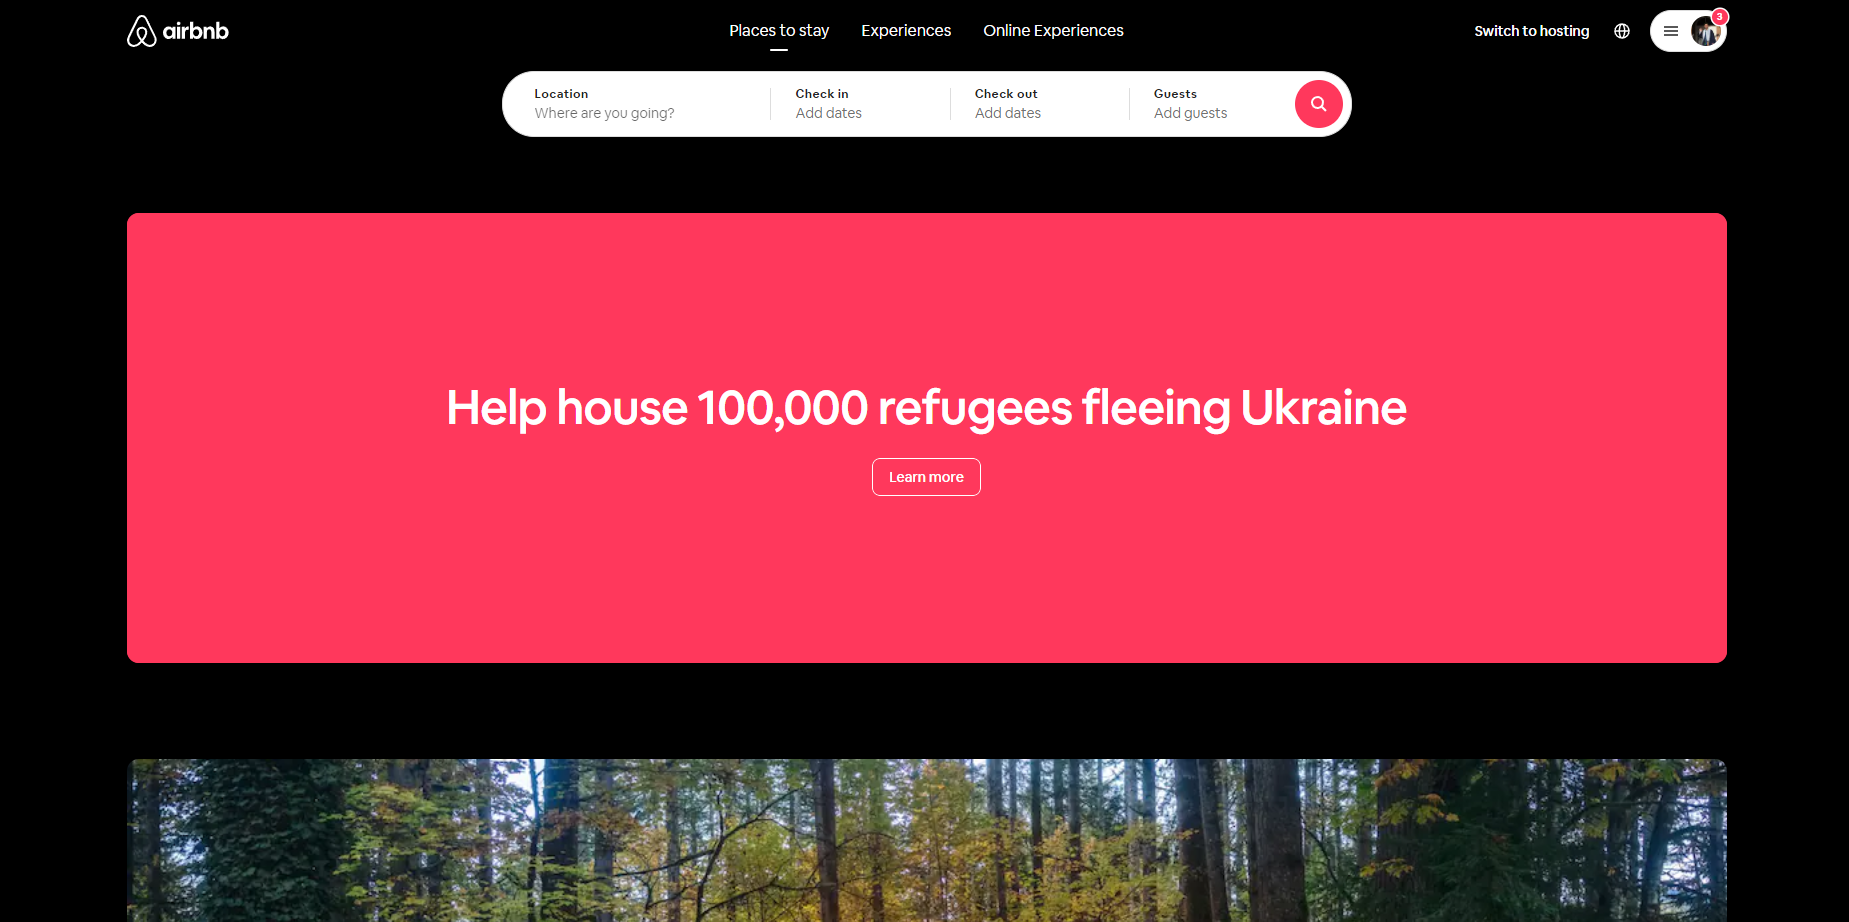 airbnb
Places to stay
Experiences
Online Experiences
Switch to hosting
3
Location
Where are you going?
Check in
Add dates
Check out
Add dates
Guests
Add guests
Help house 100,000 refugees fleeing Ukraine
Learn more